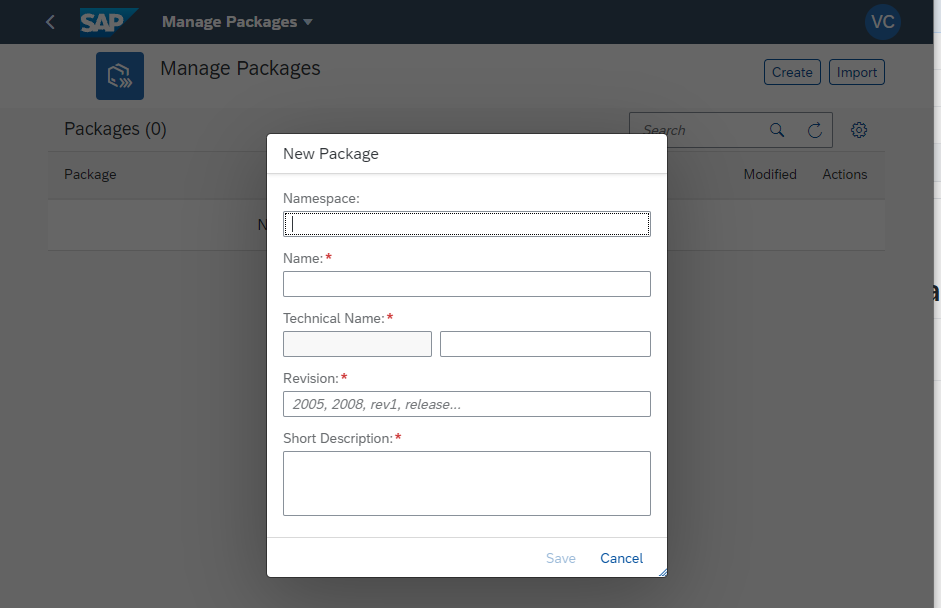 SAP Manage Packages VC
Manage Packages
Create Import
Packages (0)
Search
Package Modified Actions
N
New Package
Namespace:
Name:*
Technical Name:*
Revision:*
2005, 2008, rev1, release...
Short Description:*
Save Cancel